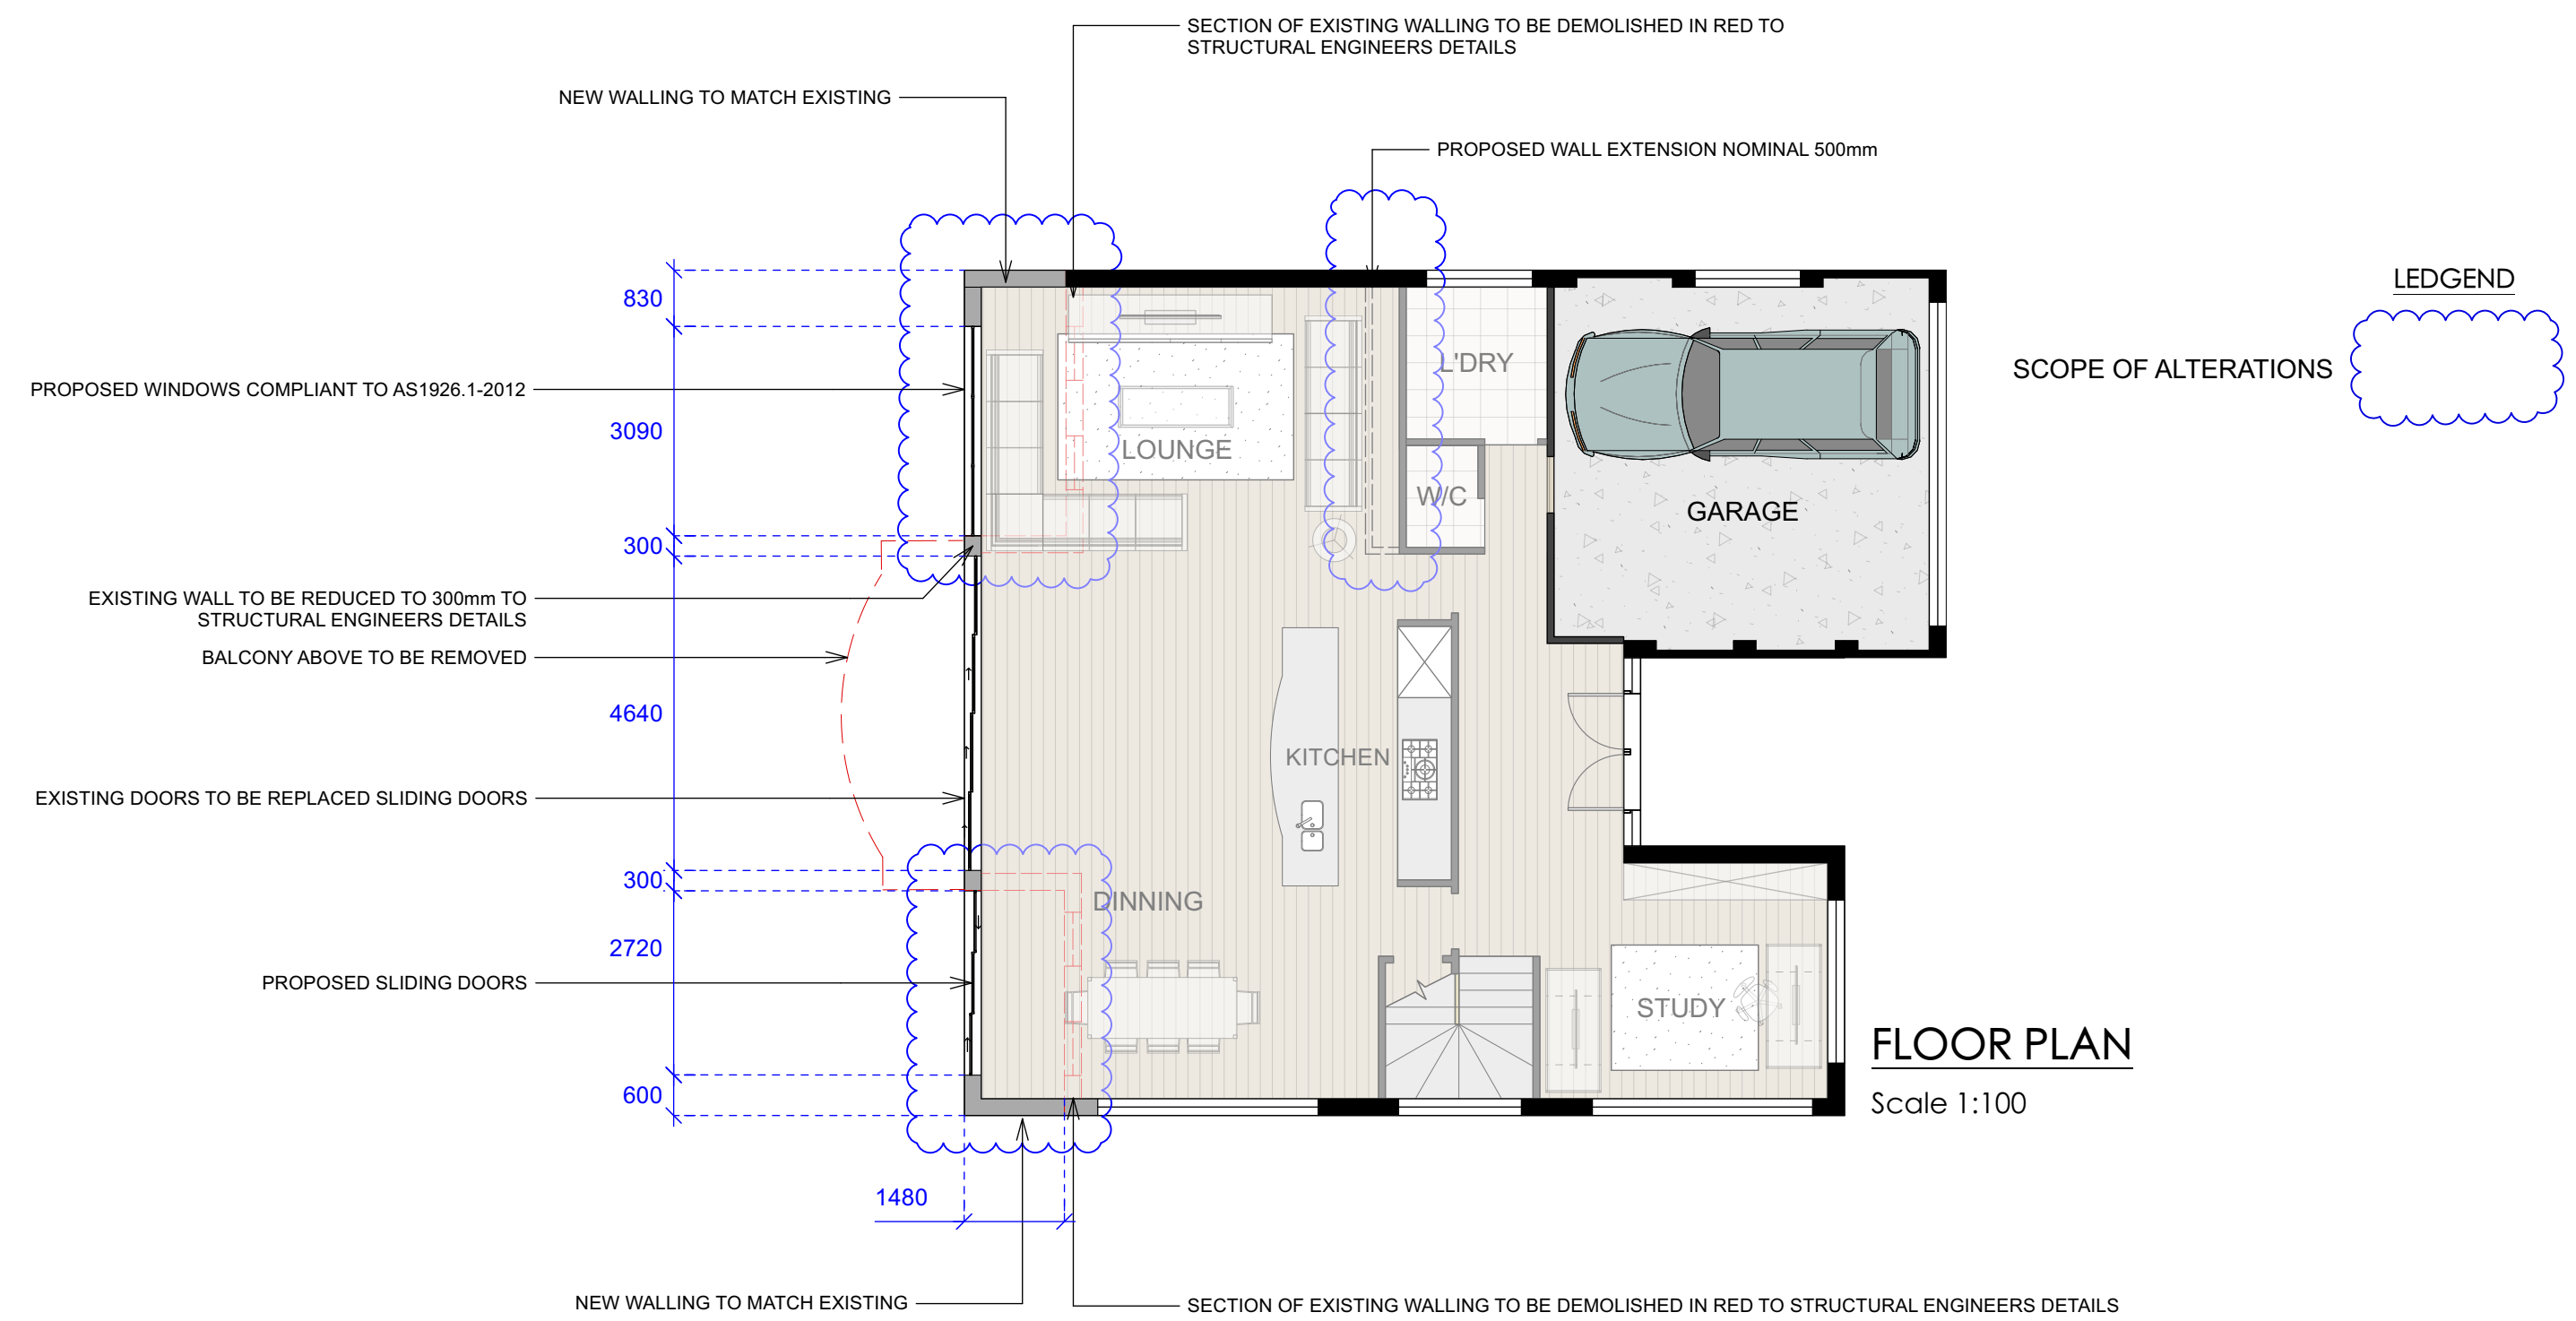 SECTION OF EXISTING WALLING TO BE DEMOLISHED IN RED TO
STRUCTURAL ENGINEERS DETAILS
NEW WALLING TO MATCH EXISTING
PROPOSED WALL EXTENSION NOMINAL 500mm
LEDGEND
SCOPE OF ALTERATIONS
830
PROPOSED WINDOWS COMPLIANT TO AS1926.1-2012
3090
300
EXISTING WALL TO BE REDUCED TO 300mm TO
STRUCTURAL ENGINEERS DETAILS
BALCONY ABOVE TO BE REMOVED
4640
EXISTING DOORS TO BE REPLACED SLIDING DOORS
300
2720
PROPOSED SLIDING DOORS
600
L'DRY
LOUNGE
W/C
GARAGE
KITCHEN
DINNING
STUDY
FLOOR PLAN
Scale 1:100
1480
NEW WALLING TO MATCH EXISTING
SECTION OF EXISTING WALLING TO BE DEMOLISHED IN RED TO STRUCTURAL ENGINEERS DETAILS